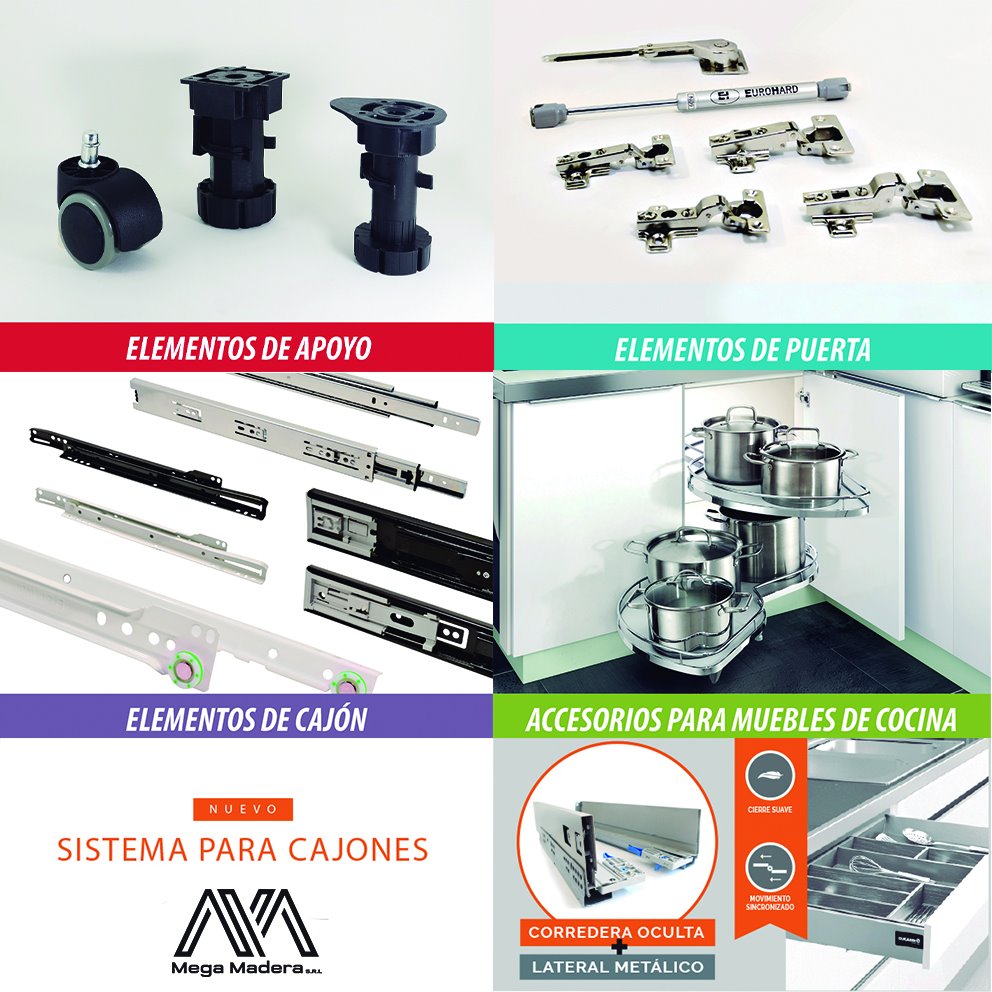 EH
EUROHARD
ELEMENTOS DE APOYO
ELEMENTOS DE PUERTA
ELEMENTOS DE CAJÓN
ACCESORIOS PARA MUEBLES DE COCINA
NUEVO
SISTEMA PARA CAJONES
Mega Madera S.R.L.
CIERRE SUAVE
MOVIMIENTO
SINCRONIZADO
CORREDERA OCULTA
+
LATERAL METÁLICO